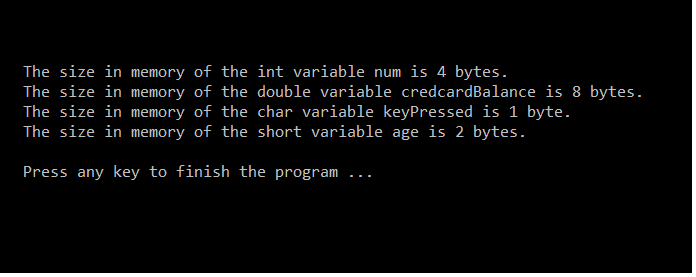 The size in memory of the int variable num is 4 bytes.
The size in memory of the double variable credcardBalance is 8 bytes.
The size in memory of the char variable keyPressed is 1 byte.
The size in memory of the short variable age is 2 bytes.
Press any key to finish the program ...